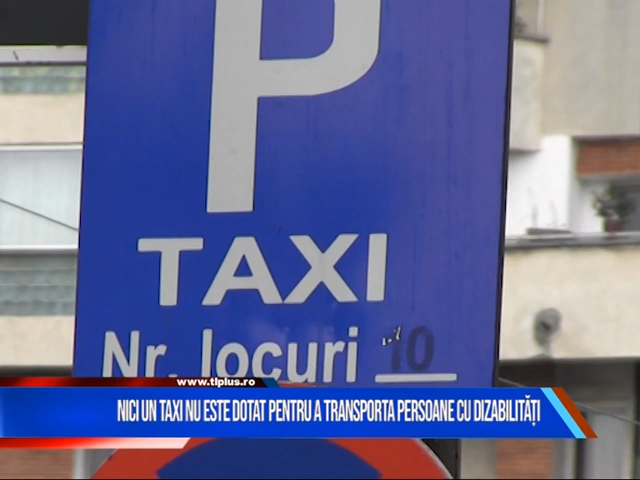 P
TAXI
Nr. locuri 10
www.tlplus.ro
NICI UN TAXI NU ESTE DOTAT PENTRU A TRANSPORTA PERSOANE CU DIZABILITĂȚI